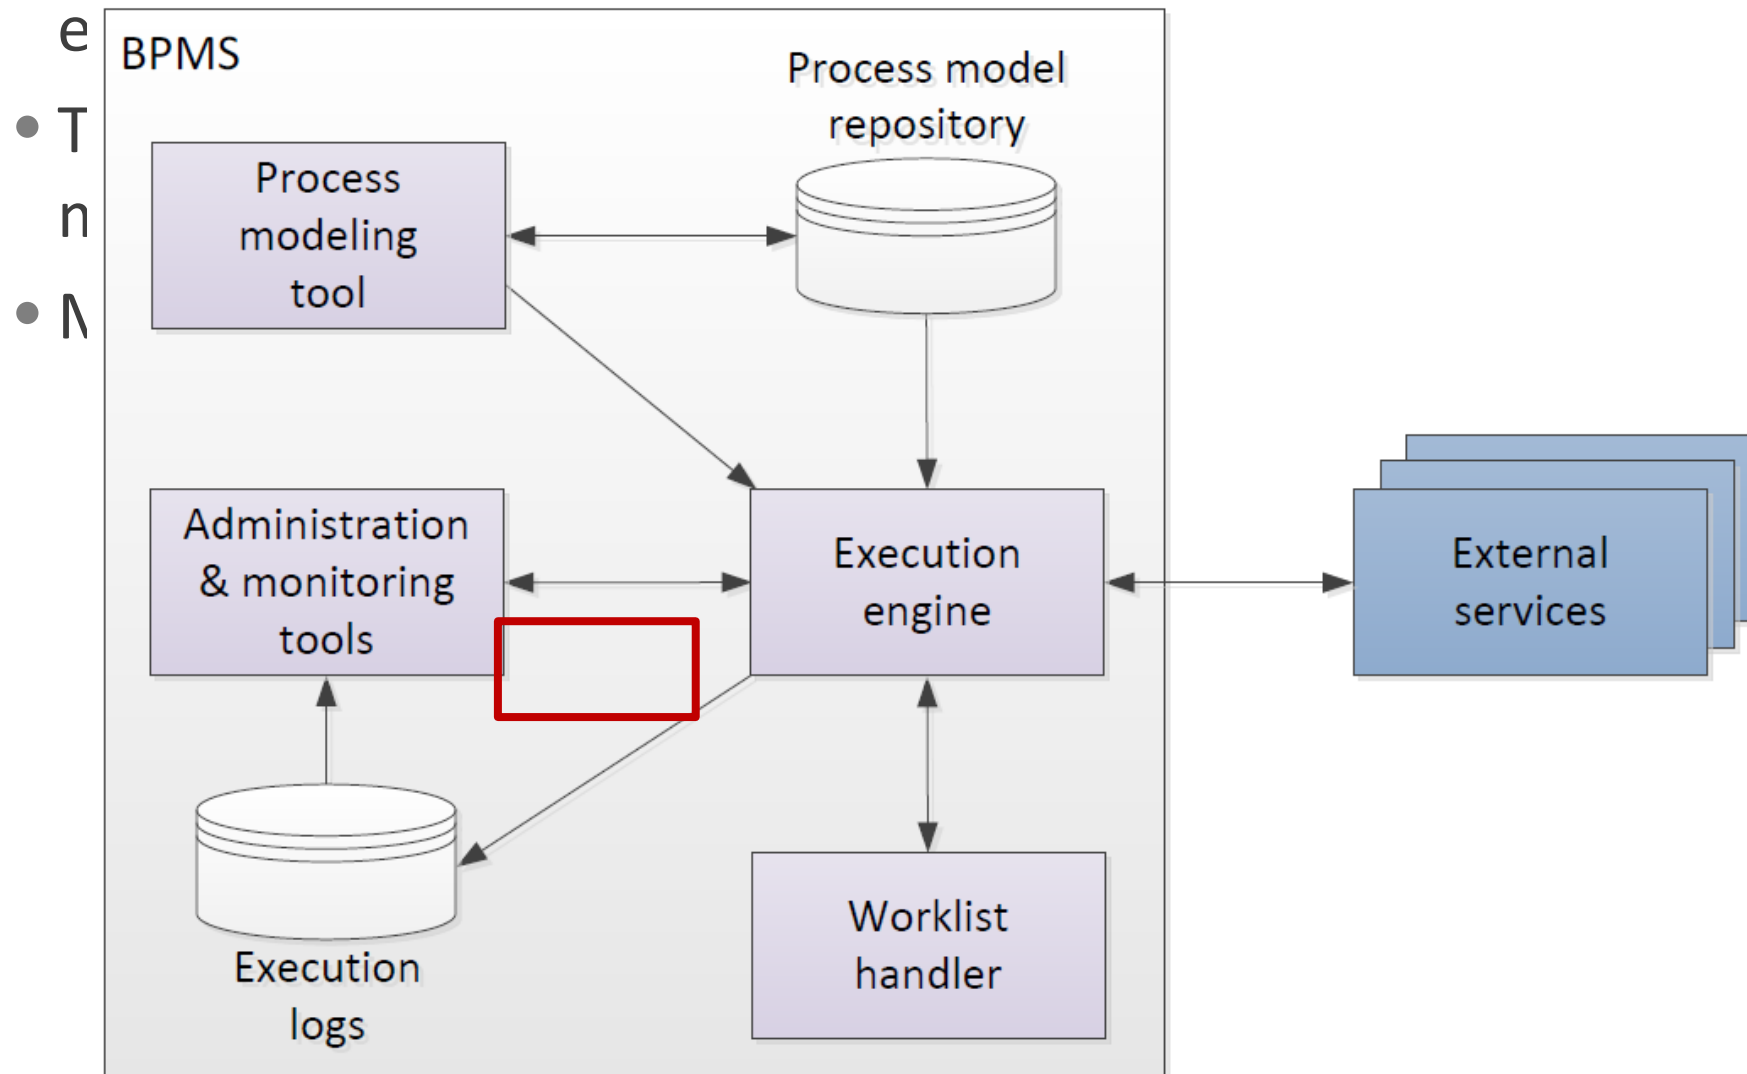 e
BPMS
Process model
repository
• T
Process
modeling
tool
n
• N
Administration
& monitoring
tools
Execution
engine
External
services
Execution
logs
Worklist
handler